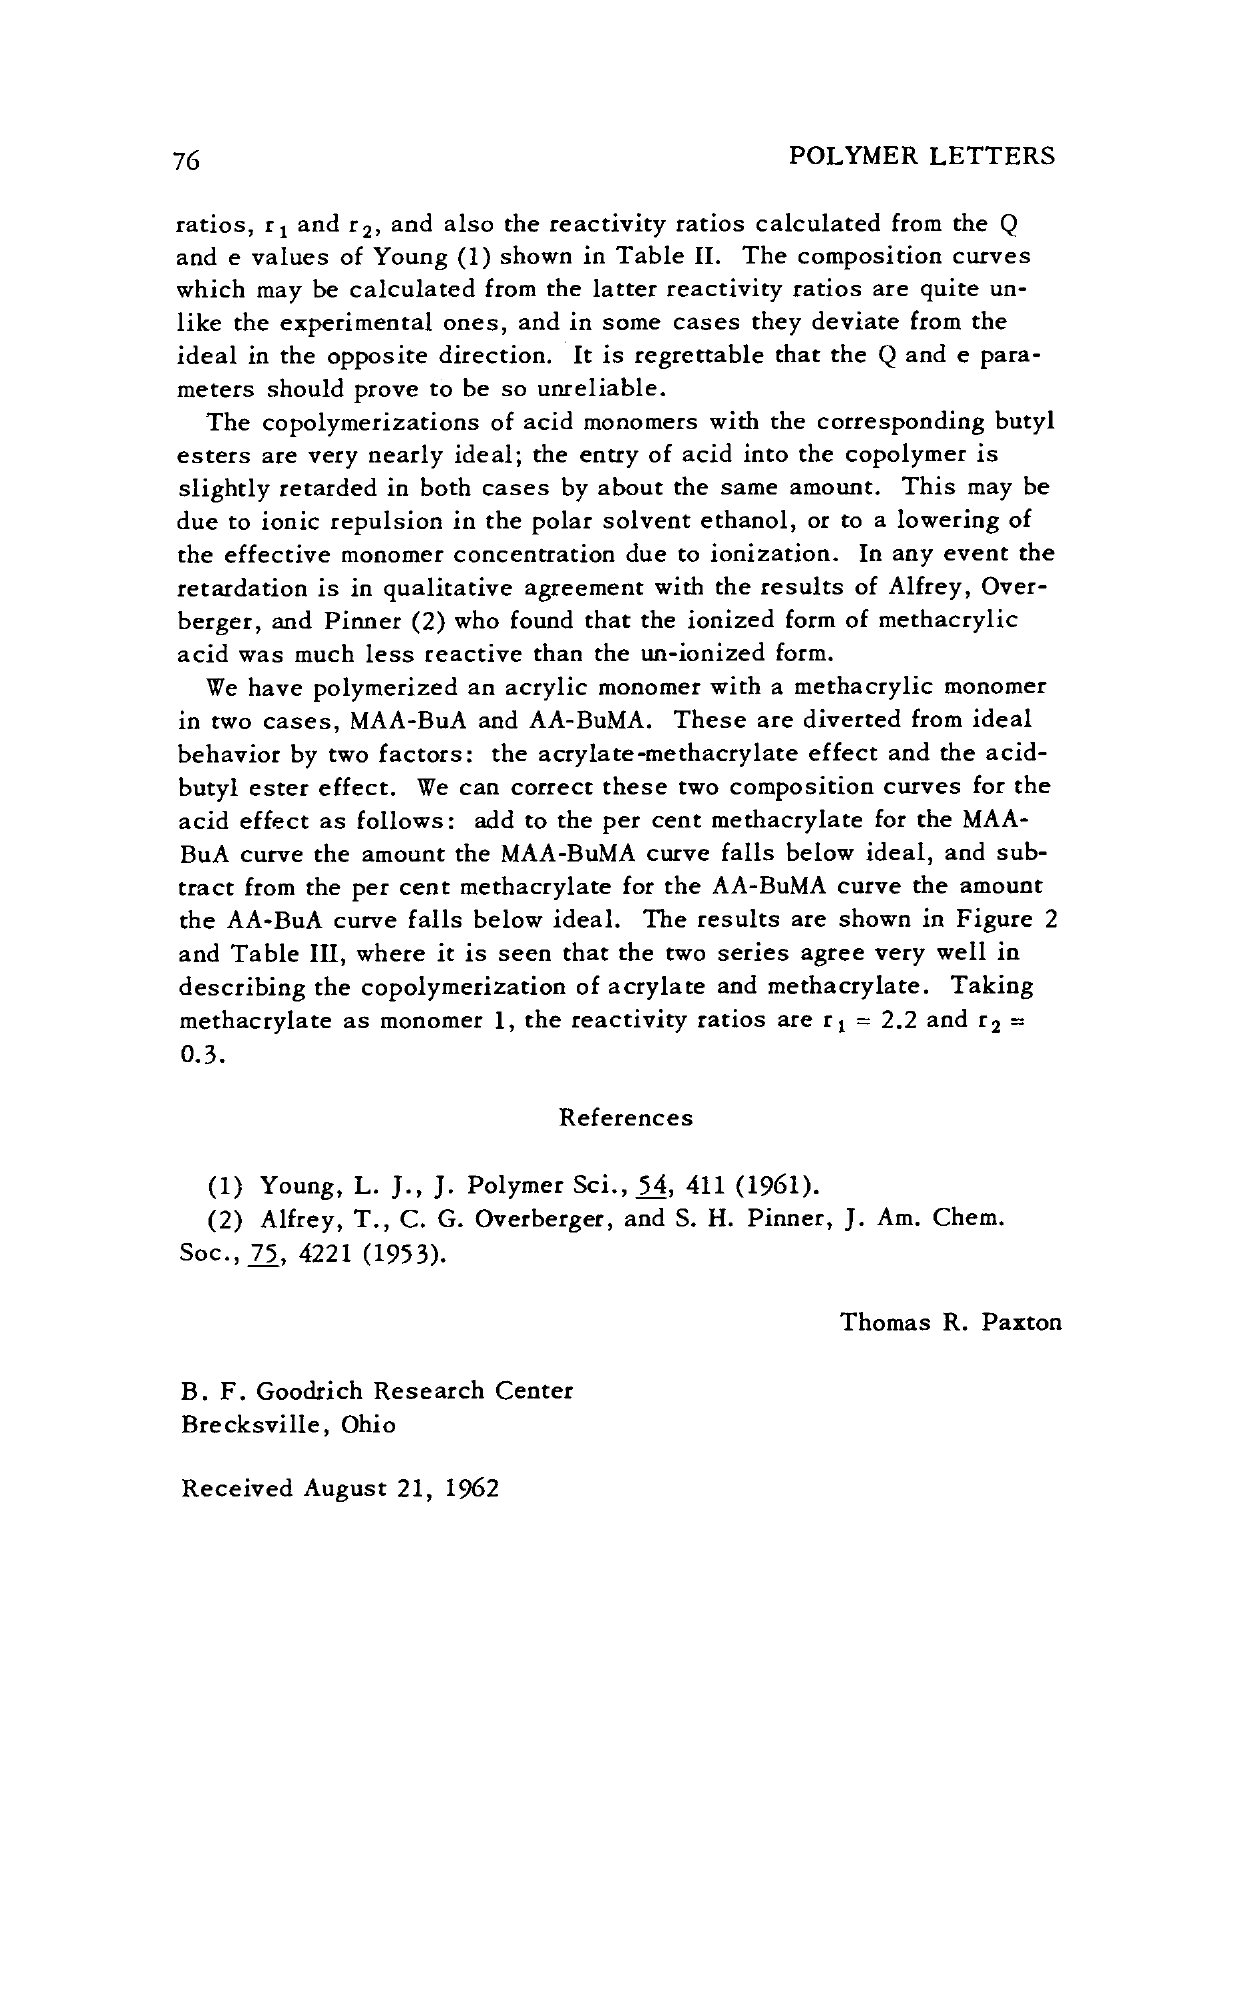 76 POLYMER LETTERS
ratios, r₁ and r₂, and also the reactivity ratios calculated from the Q
and e values of Young (1) shown in Table II. The composition curves
which may be calculated from the latter reactivity ratios are quite un-
like the experimental ones, and in some cases they deviate from the
ideal in the opposite direction. It is regrettable that the Q and e para-
meters should prove to be so unreliable.
The copolymerizations of acid monomers with the corresponding butyl
esters are very nearly ideal; the entry of acid into the copolymer is
slightly retarded in both cases by about the same amount. This may be
due to ionic repulsion in the polar solvent ethanol, or to a lowering of
the effective monomer concentration due to ionization. In any event the
retardation is in qualitative agreement with the results of Alfrey, Over-
berger, and Pinner (2) who found that the ionized form of methacrylic
acid was much less reactive than the un-ionized form.
We have polymerized an acrylic monomer with a methacrylic monomer
in two cases, MAA-BuA and AA-BuMA. These are diverted from ideal
behavior by two factors: the acrylate-methacrylate effect and the acid-
butyl ester effect. We can correct these two composition curves for the
acid effect as follows: add to the per cent methacrylate for the MAA-
BuA curve the amount the MAA-BuMA curve falls below ideal, and sub-
tract from the per cent methacrylate for the AA-BuMA curve the amount
the AA-BuA curve falls below ideal. The results are shown in Figure 2
and Table III, where it is seen that the two series agree very well in
describing the copolymerization of acrylate and methacrylate. Taking
methacrylate as monomer 1, the reactivity ratios are r₁ = 2.2 and r₂ =
0.3.
References
(1) Young, L. J., J. Polymer Sci., 54, 411 (1961).
(2) Alfrey, T., C. G. Overberger, and S. H. Pinner, J. Am. Chem.
Soc., 75, 4221 (1953).
Thomas R. Paxton
B. F. Goodrich Research Center
Brecksville, Ohio
Received August 21, 1962